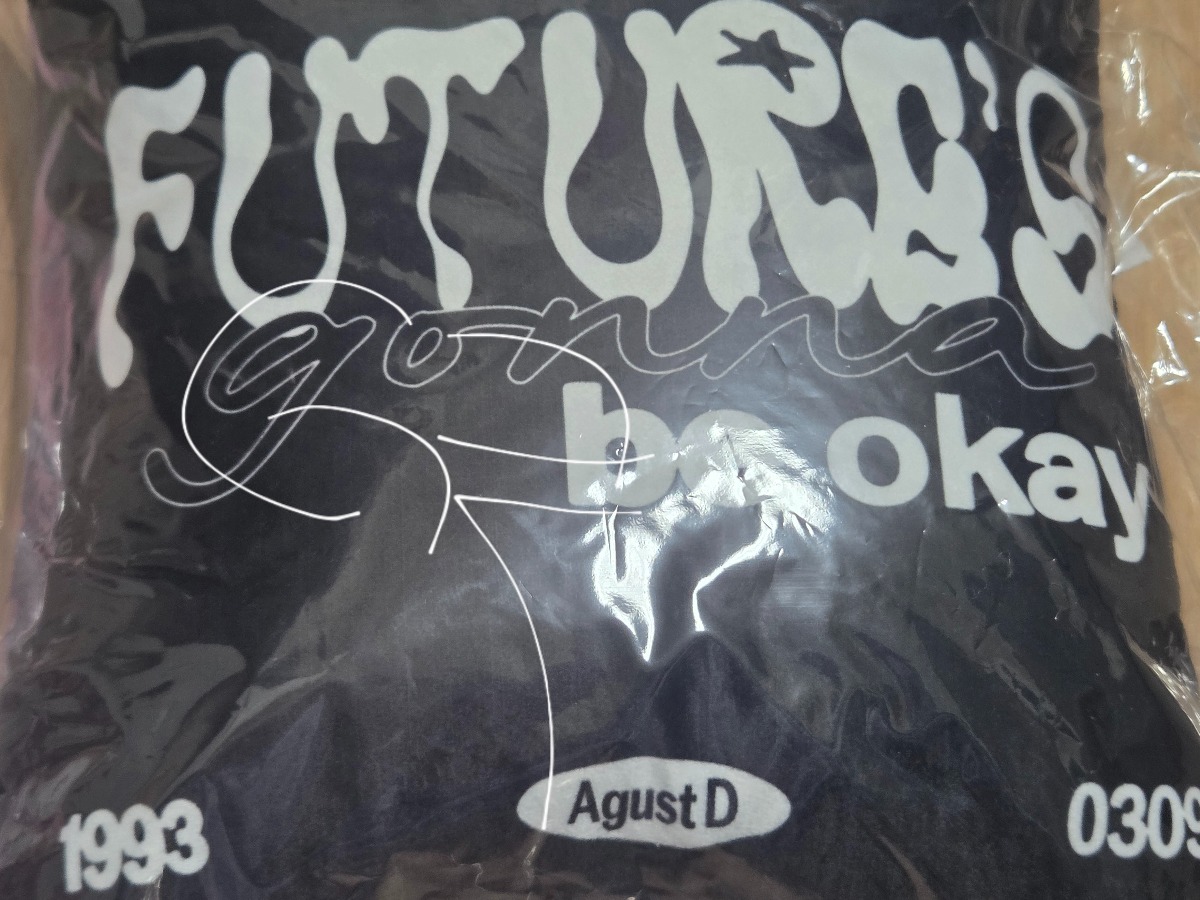 FUTURE'S
gonna
be okay
Agust D
1993 0309